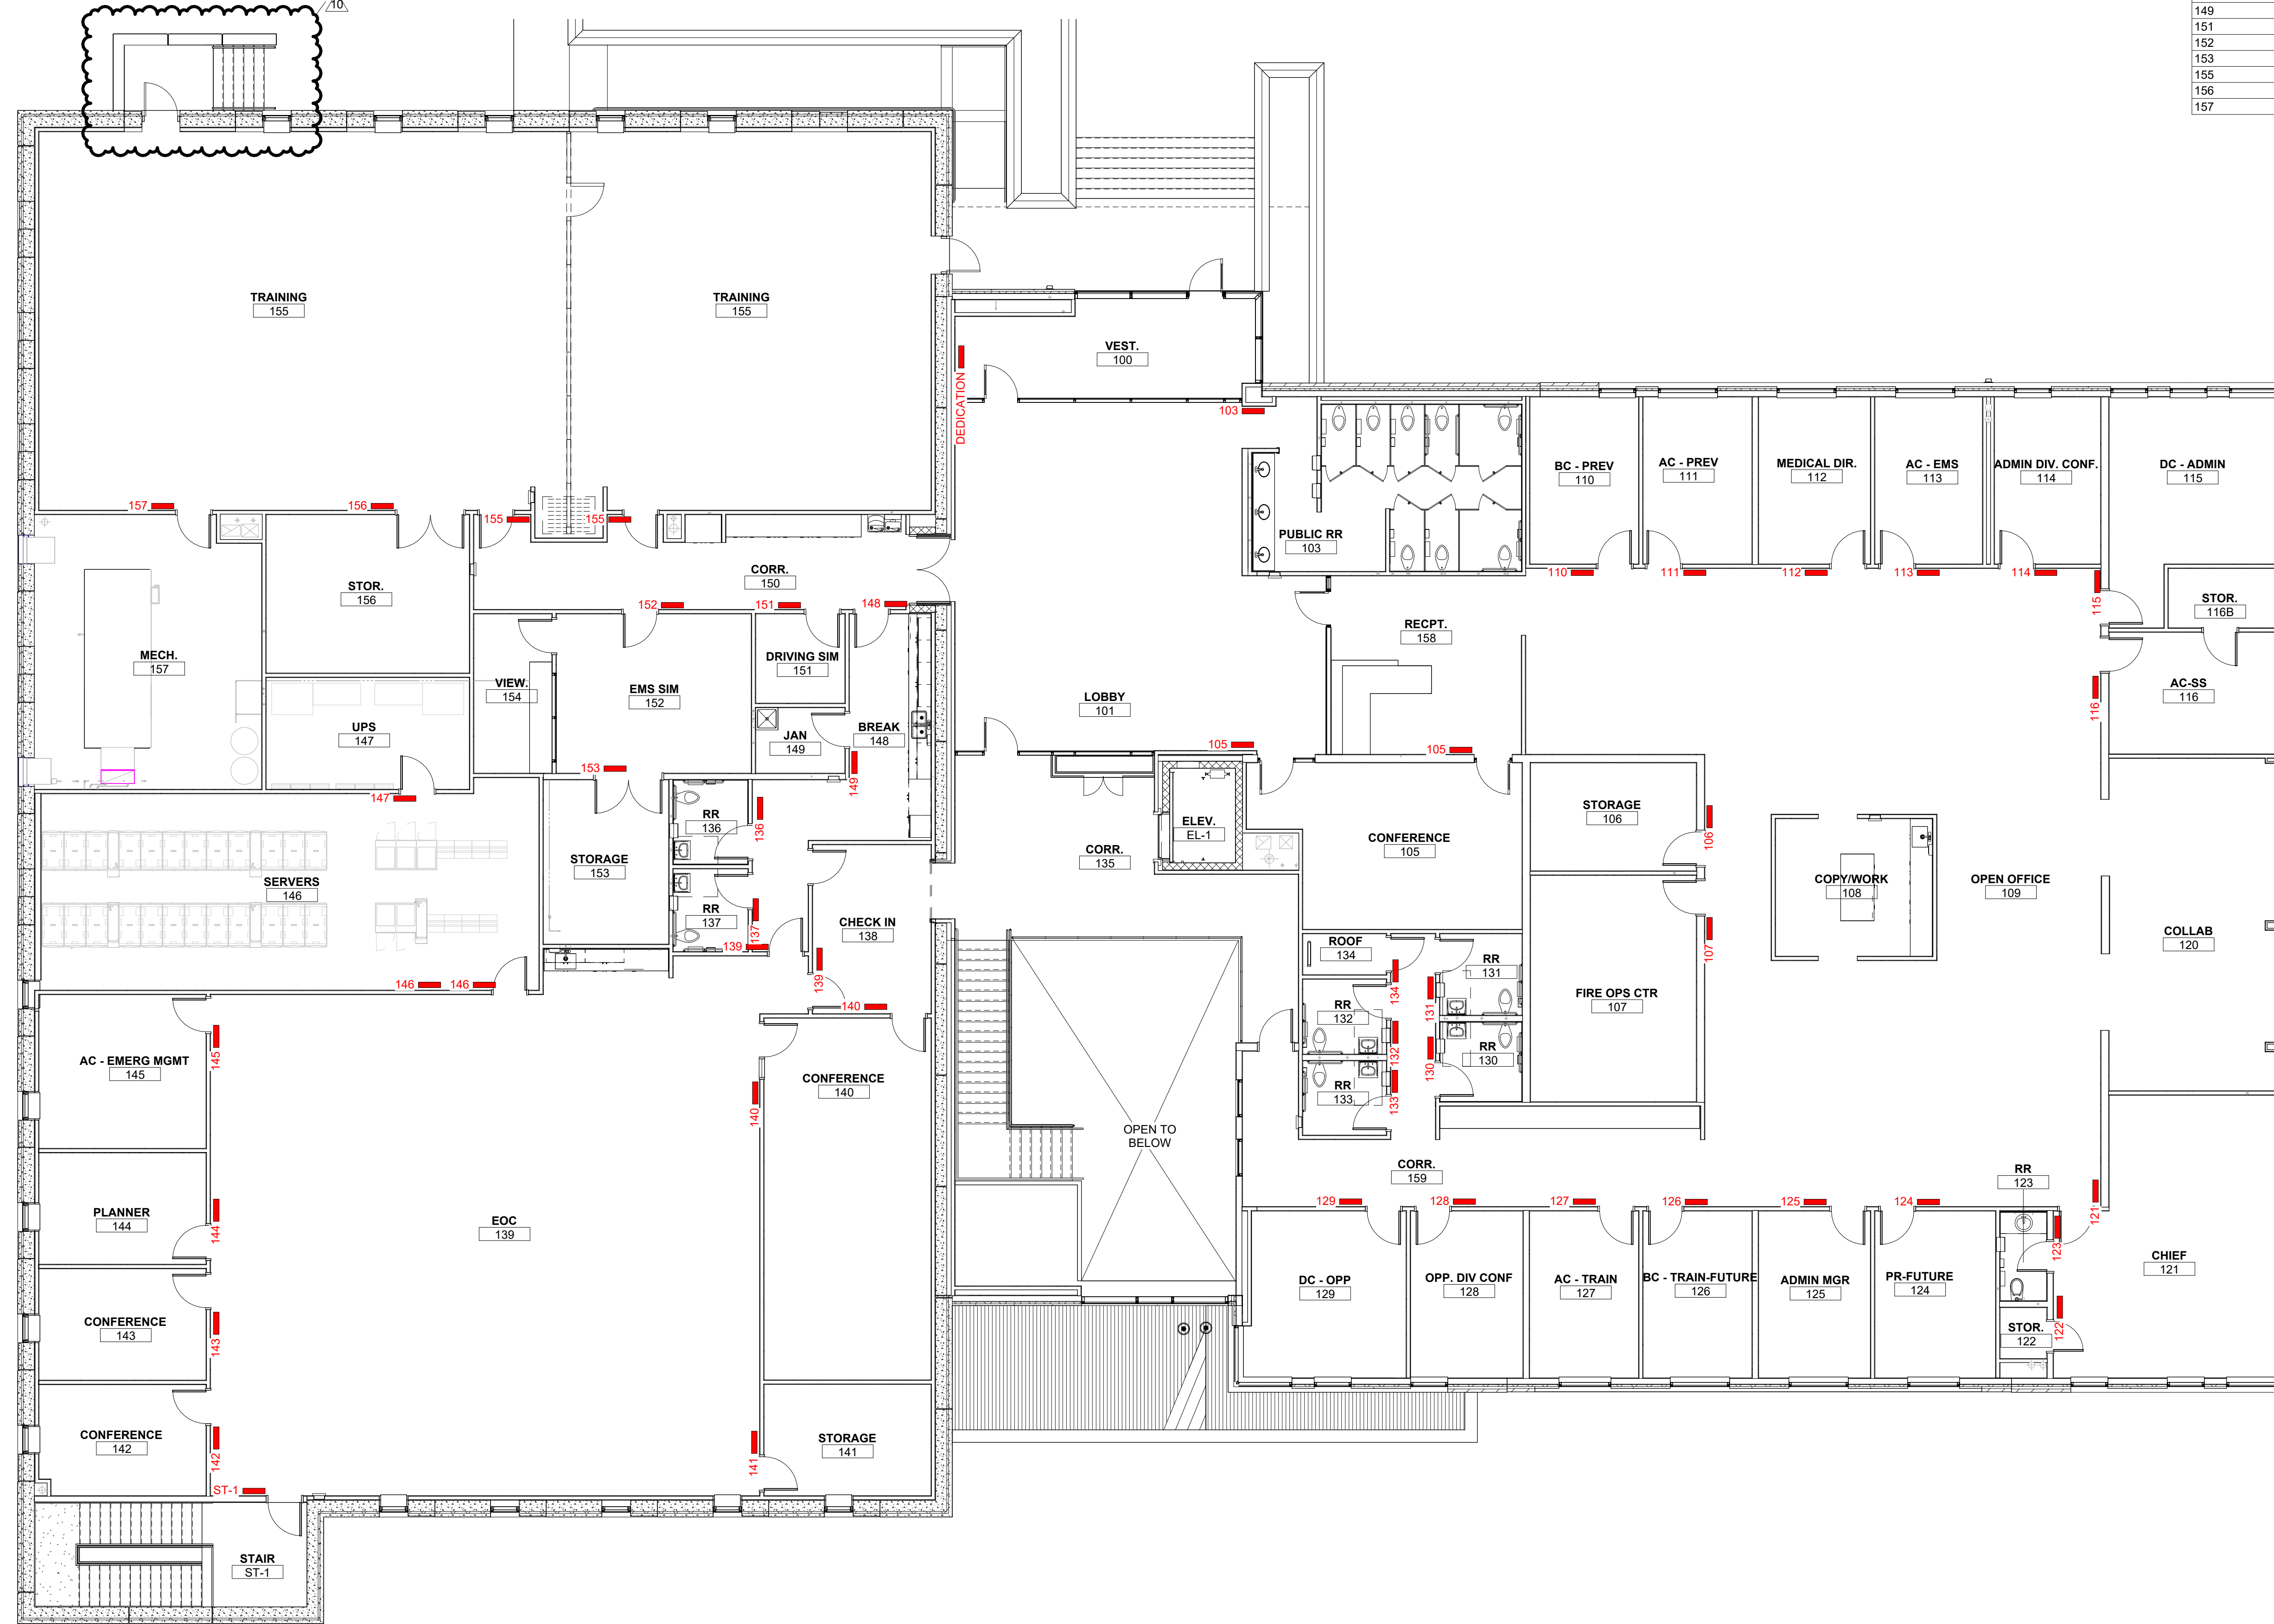 10
149
151
152
153
155
156
157
TRAINING
155
TRAINING
155
VEST.
100
DEDICATION
103
PUBLIC RR
103
BC - PREV
110
AC - PREV
111
MEDICAL DIR.
112
AC - EMS
113
ADMIN DIV. CONF.
114
DC - ADMIN
115
157
156
155
155
110
111
112
113
114
115
CORR.
150
STOR.
156
152
151
148
RECPT.
158
STOR.
116B
MECH.
157
VIEW.
154
EMS SIM
152
DRIVING SIM
151
LOBBY
101
AC-SS
116
116
UPS
147
JAN
149
BREAK
148
105
105
153
149
147
136
RR
136
STORAGE
106
106
ELEV.
EL-1
CONFERENCE
105
CORR.
135
STORAGE
153
SERVERS
146
COPY/WORK
108
OPEN OFFICE
109
RR
137
137
CHECK IN
138
139
139
107
COLLAB
120
ROOF
134
134
RR
131
131
146
146
140
FIRE OPS CTR
107
RR
132
132
RR
130
130
145
AC - EMERG MGMT
145
CONFERENCE
140
140
RR
133
133
OPEN TO
BELOW
CORR.
159
RR
123
144
PLANNER
144
EOC
139
129
128
127
126
125
124
121
123
CHIEF
121
DC - OPP
129
OPP. DIV CONF
128
AC - TRAIN
127
BC - TRAIN-FUTURE
126
ADMIN MGR
125
PR-FUTURE
124
CONFERENCE
143
143
STOR.
122
122
CONFERENCE
142
142
STORAGE
141
141
ST-1
STAIR
ST-1